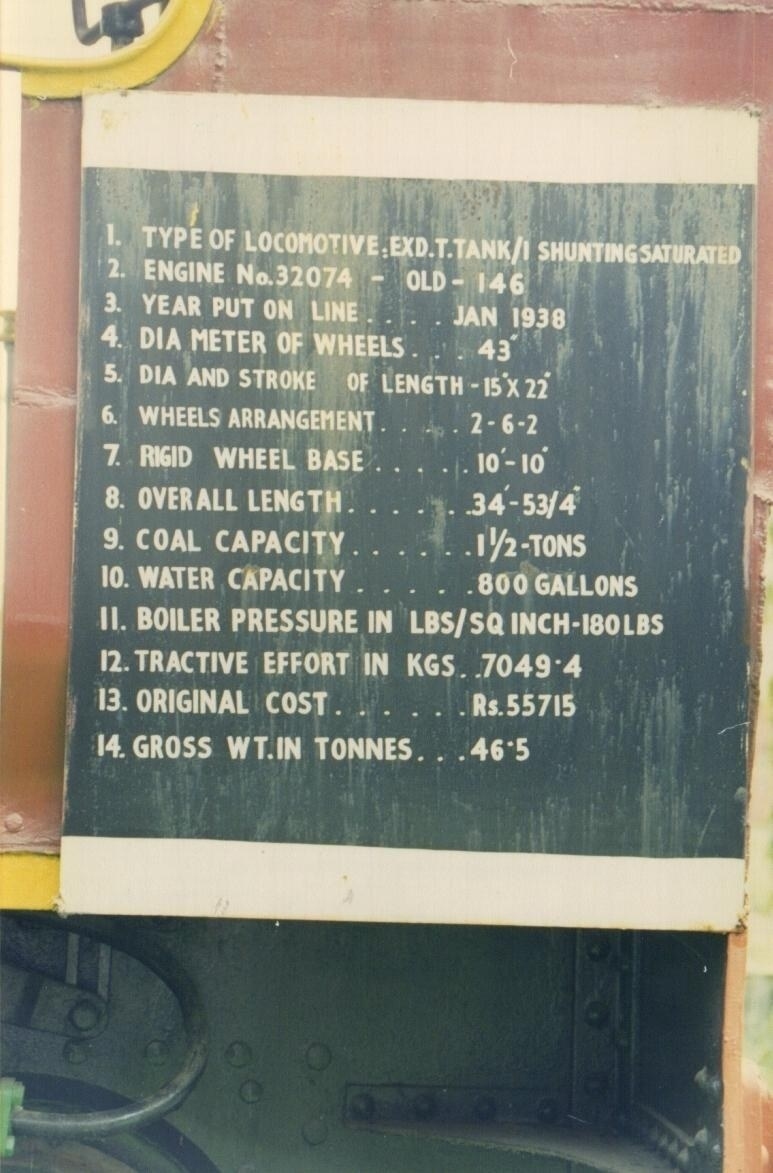 1. TYPE OF LOCOMOTIVE:EXD.T.TANK/1 SHUNTING SATURATED
2. ENGINE No.32074 - OLD - 146
3. YEAR PUT ON LINE . . . . JAN 1938
4. DIA METER OF WHEELS . . . 43"
5. DIA AND STROKE OF LENGTH - 15"X 22"
6. WHEELS ARRANGEMENT . . . . . 2-6-2
7. RIGID WHEEL BASE . . . . . 10'-10"
8. OVERALL LENGTH . . . . . . . 34'-53/4"
9. COAL CAPACITY . . . . . . 1 1/2-TONS
10. WATER CAPACITY . . . . . . 800 GALLONS
11. BOILER PRESSURE IN LBS/SQ INCH-180LBS
12. TRACTIVE EFFORT IN KGS . . 7049·4
13. ORIGINAL COST . . . . . . . Rs.55715
14. GROSS WT.IN TONNES . . . 46·5